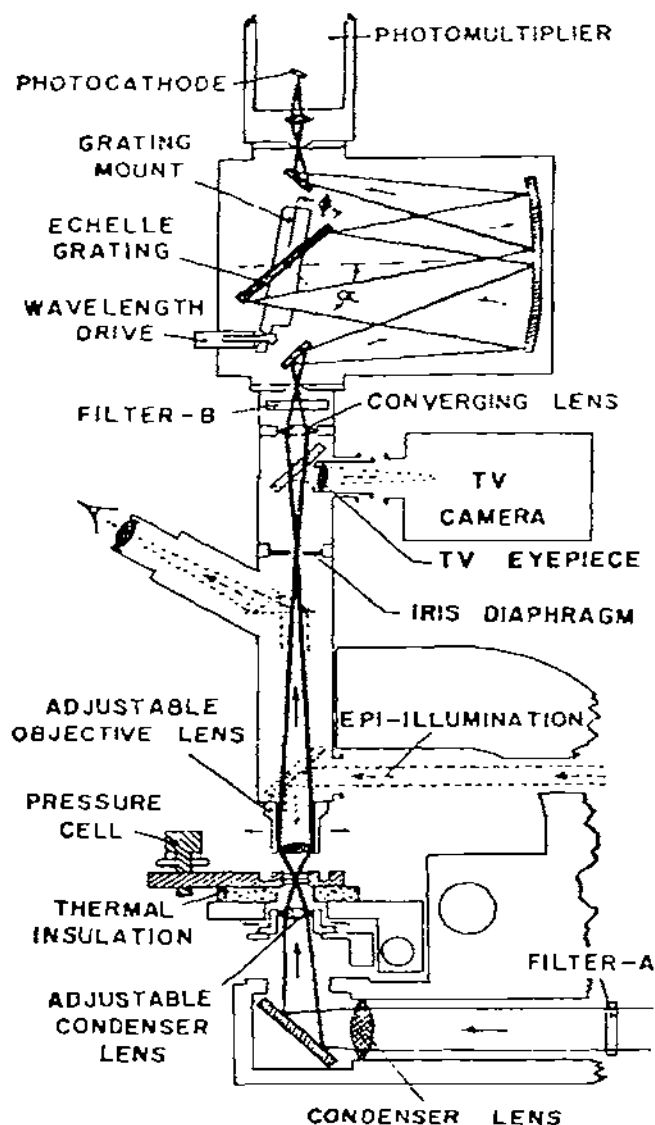 PHOTOMULTIPLIER
PHOTOCATHODE
GRATING
MOUNT
ECHELLE
GRATING
α
WAVELENGTH
DRIVE
FILTER-B
CONVERGING LENS
TV
CAMERA
TV EYEPIECE
IRIS DIAPHRAGM
ADJUSTABLE
OBJECTIVE LENS
EPI-ILLUMINATION
PRESSURE
CELL
THERMAL
INSULATION
FILTER-A
ADJUSTABLE
CONDENSER
LENS
CONDENSER LENS